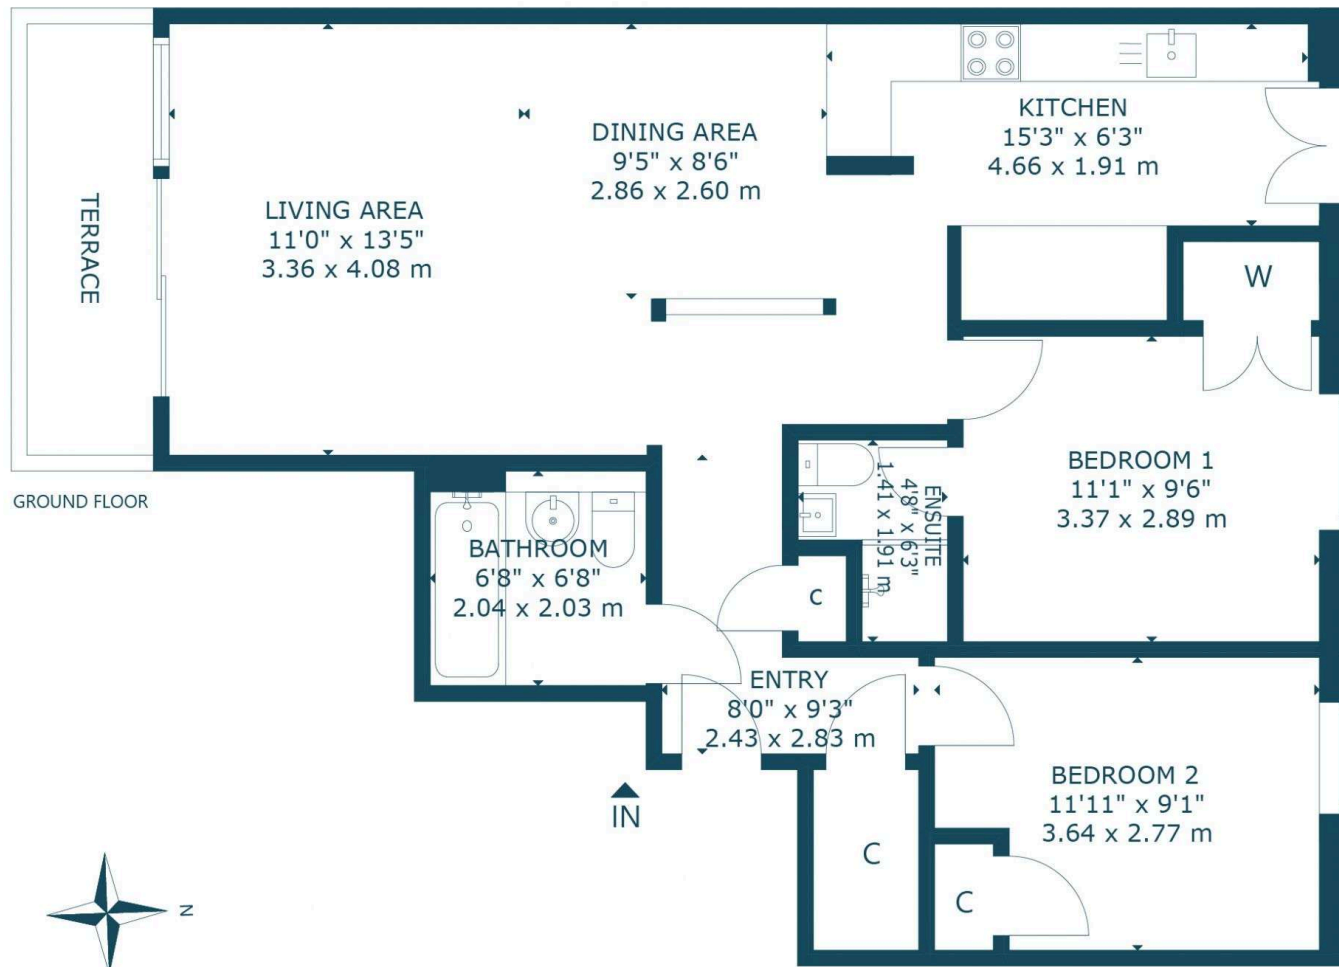 KITCHEN
15'3" x 6'3"
4.66 x 1.91 m
DINING AREA
9'5" x 8'6"
2.86 x 2.60 m
LIVING AREA
11'0" x 13'5"
3.36 x 4.08 m
TERRACE
W
GROUND FLOOR
BEDROOM 1
11'1" x 9'6"
3.37 x 2.89 m
ENSUITE
4'8" x 6'3"
1.41 x 1.91 m
BATHROOM
6'8" x 6'8"
2.04 x 2.03 m
c
ENTRY
8'0" x 9'3"
2.43 x 2.83 m
BEDROOM 2
11'11" x 9'1"
3.64 x 2.77 m
IN
C
C
N